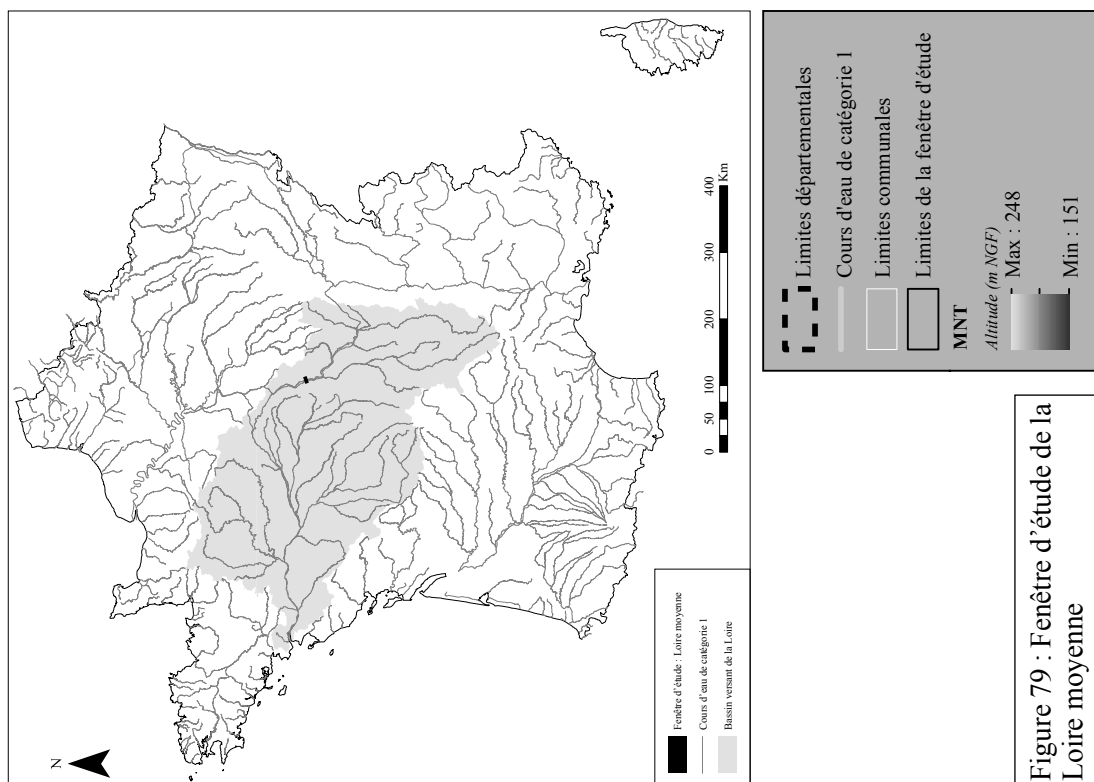 N
0 50 100 200 300 400
Km
Fenêtre d'étude : Loire moyenne
Cours d'eau de catégorie 1
Bassin versant de la Loire
Limites départementales
Cours d'eau de catégorie 1
Limites communales
Limites de la fenêtre d'étude
MNT
Altitude (m NGF)
Max : 248
Min : 151
Figure 79 : Fenêtre d'étude de la
Loire moyenne